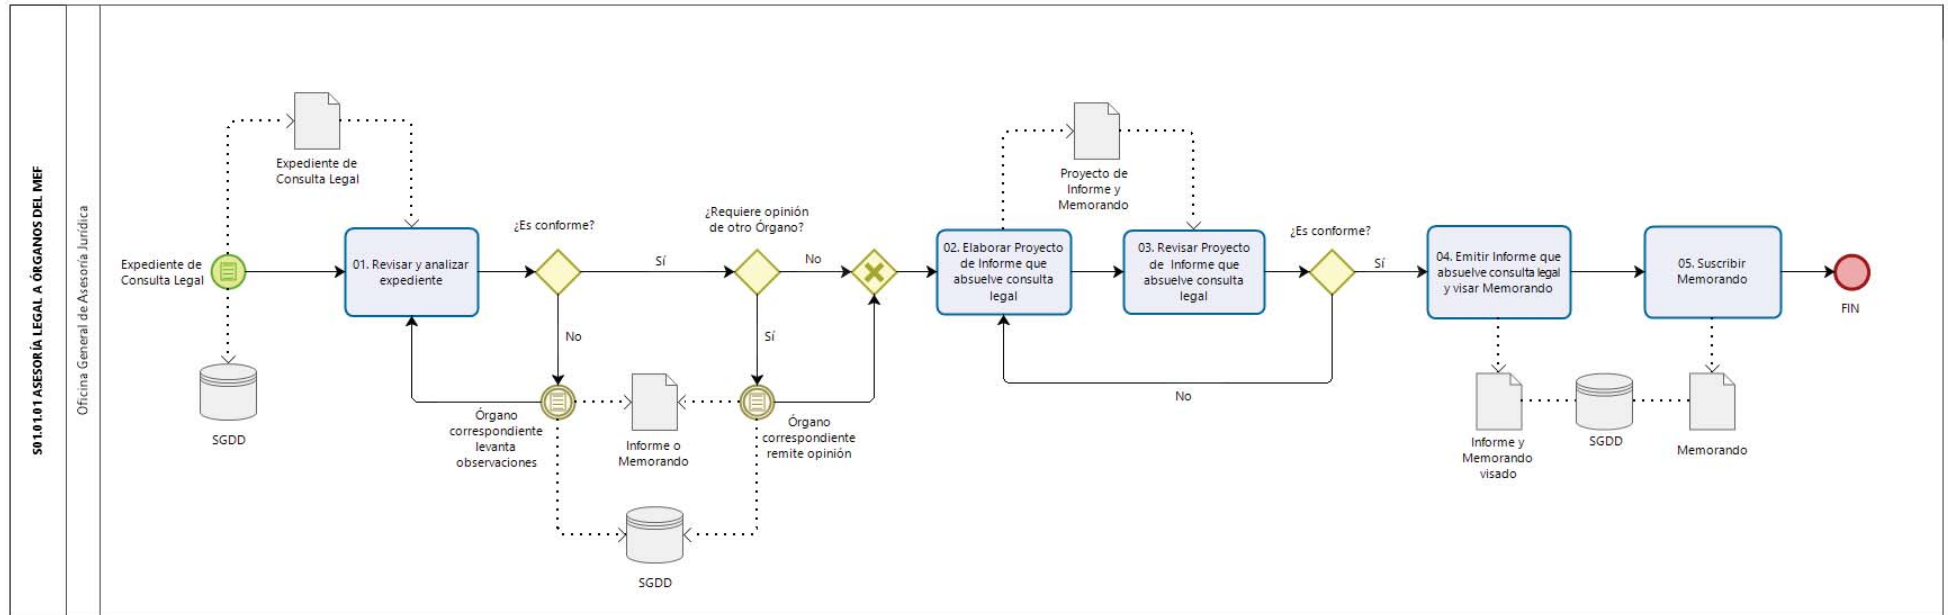 S01.01.01 ASESORÍA LEGAL A ÓRGANOS DEL MEF
Oficina General de Asesoría Jurídica
Expediente de
Consulta Legal
Expediente de
Consulta Legal
SGDD
01. Revisar y analizar
expediente
¿Es conforme?
Sí
No
Órgano
correspondiente
levanta
observaciones
Informe o
Memorando
SGDD
¿Requiere opinión
de otro Órgano?
No
Sí
Órgano
correspondiente
remite opinión
02. Elaborar Proyecto
de Informe que
absuelve consulta
legal
Proyecto de
Informe y
Memorando
03. Revisar Proyecto
de Informe que
absuelve consulta
legal
¿Es conforme?
Sí
No
04. Emitir Informe que
absuelve consulta legal
y visar Memorando
Informe y
Memorando
visado
SGDD
05. Suscribir
Memorando
Memorando
FIN